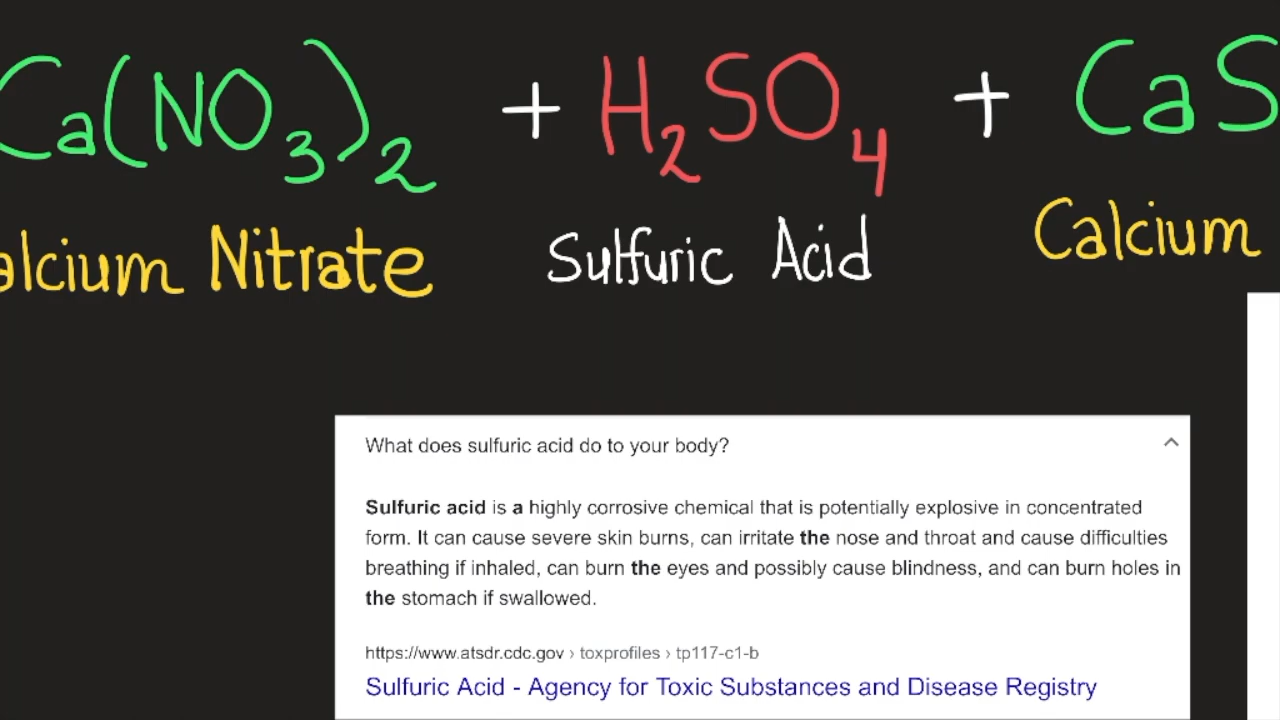 Ca(NO3)2 + H2SO4 + CaS
alcium Nitrate Sulfuric Acid Calcium
What does sulfuric acid do to your body?
Sulfuric acid is a highly corrosive chemical that is potentially explosive in concentrated
form. It can cause severe skin burns, can irritate the nose and throat and cause difficulties
breathing if inhaled, can burn the eyes and possibly cause blindness, and can burn holes in
the stomach if swallowed.
https://www.atsdr.cdc.gov › toxprofiles › tp117-c1-b
Sulfuric Acid - Agency for Toxic Substances and Disease Registry